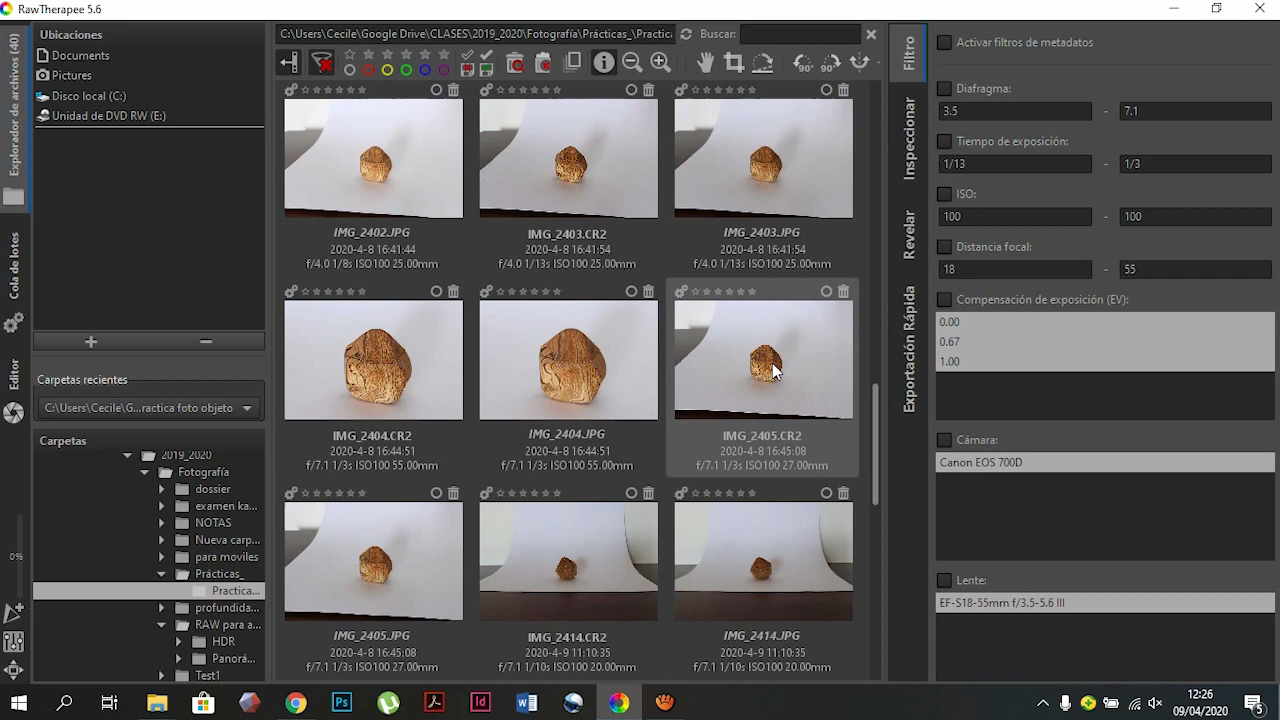 RawTherapee 5.6
Explorador de archivos (40)
Cola de lotes
Editor
0%
Ubicaciones
Documents
Pictures
Disco local (C:)
Unidad de DVD RW (E:)
Carpetas recientes
C:\Users\Cecile\G...ractica foto objeto
Carpetas
2019_2020
Fotografía
dossier
examen ka...
NOTAS
Nueva carp...
para moviles
Prácticas_
Practica...
profundida...
RAW para a...
HDR
Panorá...
Test1
C:\Users\Cecile\Google Drive\CLASES\2019_2020\Fotografía\Prácticas_\Practic
Buscar:
IMG_2402.JPG
2020-4-8 16:41:44
f/4.0 1/8s ISO100 25.00mm
IMG_2403.CR2
2020-4-8 16:41:54
f/4.0 1/13s ISO100 25.00mm
IMG_2403.JPG
2020-4-8 16:41:54
f/4.0 1/13s ISO100 25.00mm
IMG_2404.CR2
2020-4-8 16:44:51
f/7.1 1/3s ISO100 55.00mm
IMG_2404.JPG
2020-4-8 16:44:51
f/7.1 1/3s ISO100 55.00mm
IMG_2405.CR2
2020-4-8 16:45:08
f/7.1 1/3s ISO100 27.00mm
IMG_2405.JPG
2020-4-8 16:45:08
f/7.1 1/3s ISO100 27.00mm
IMG_2414.CR2
2020-4-9 11:10:35
f/7.1 1/10s ISO100 20.00mm
IMG_2414.JPG
2020-4-9 11:10:35
f/7.1 1/10s ISO100 20.00mm
Filtro
Inspeccionar
Revelar
Exportación Rápida
Activar filtros de metadatos
Diafragma:
3.5 - 7.1
Tiempo de exposición:
1/13 - 1/3
ISO:
100 - 100
Distancia focal:
18 - 55
Compensación de exposición (EV):
0.00
0.67
1.00
Cámara:
Canon EOS 700D
Lente:
EF-S18-55mm f/3.5-5.6 III
Ps
Id
W
12:26
09/04/2020
5